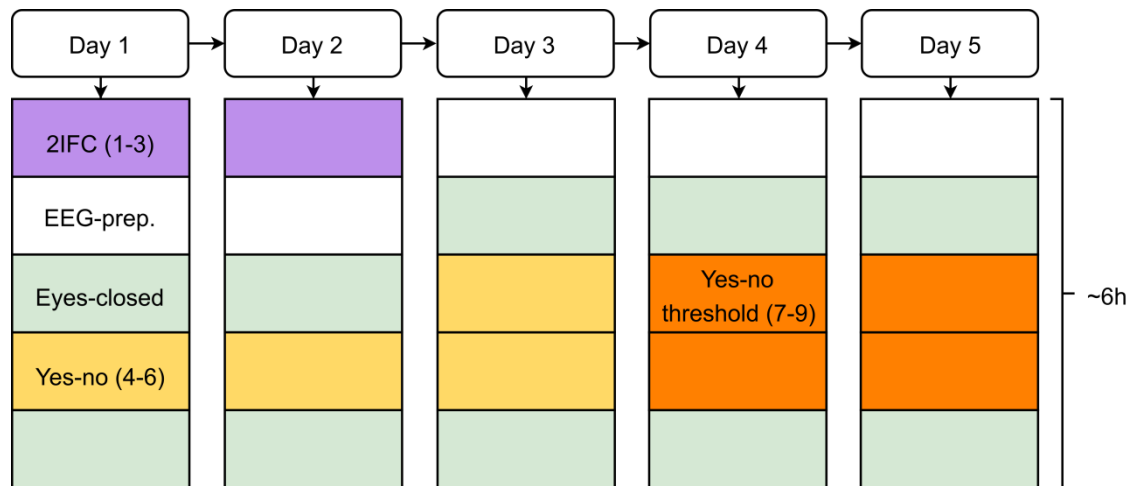 Day 1
Day 2
Day 3
Day 4
Day 5
2IFC (1-3)
EEG-prep.
Eyes-closed
Yes-no
threshold (7-9)
~6h
Yes-no (4-6)